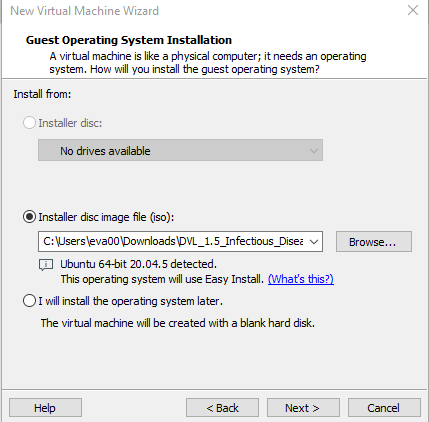 New Virtual Machine Wizard
Guest Operating System Installation
A virtual machine is like a physical computer; it needs an operating
system. How will you install the guest operating system?
Install from:
Installer disc:
No drives available
Installer disc image file (iso):
C:\Users\eva00\Downloads\DVL_1.5_Infectious_Disea
Browse...
Ubuntu 64-bit 20.04.5 detected.
This operating system will use Easy Install. (What's this?)
I will install the operating system later.
The virtual machine will be created with a blank hard disk.
Help
< Back
Next >
Cancel